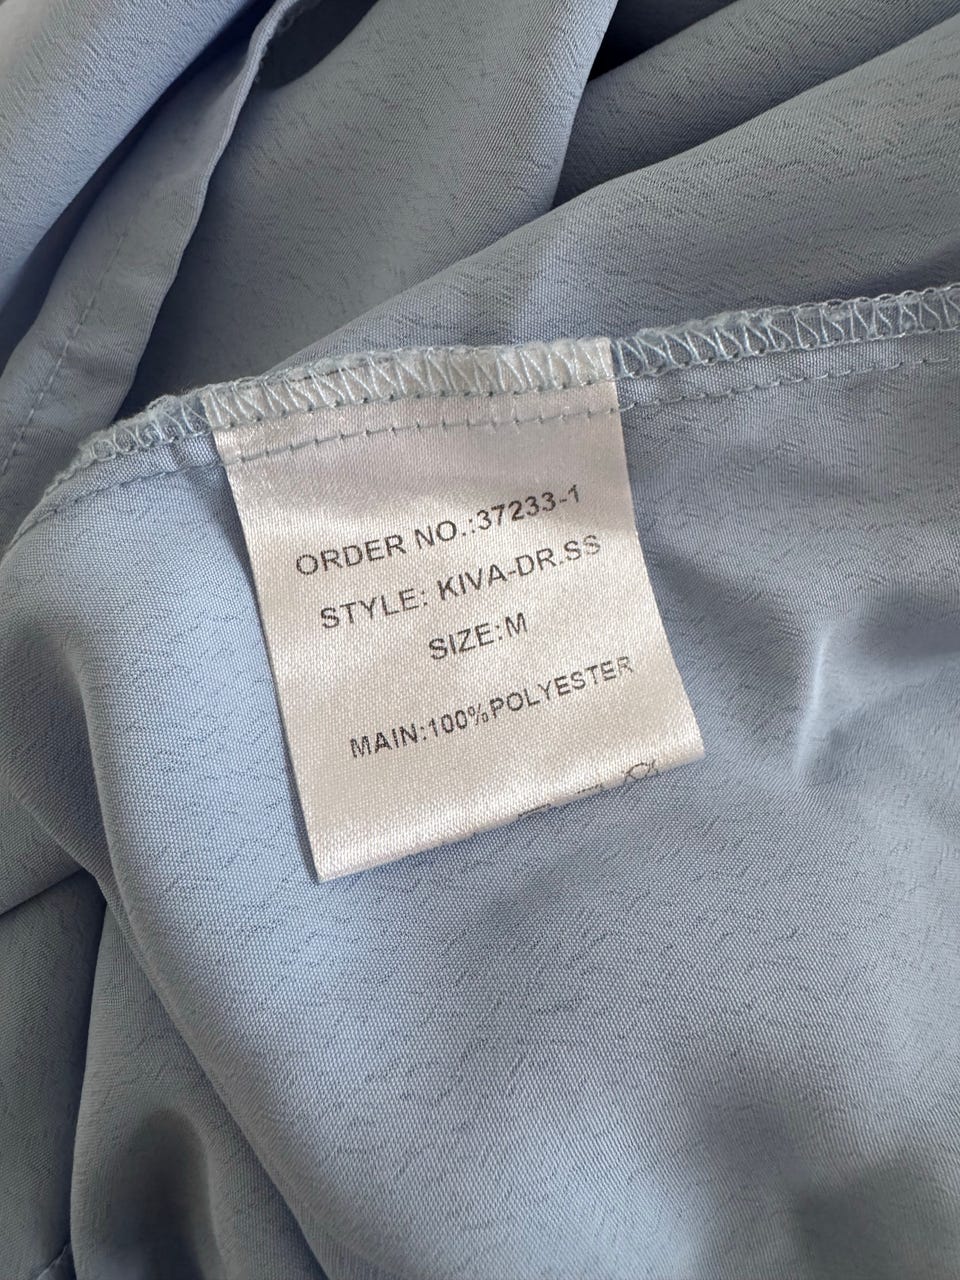 ORDER NO.:37233-1
STYLE: KIVA-DR.SS
SIZE:M
MAIN:100%POLYESTER